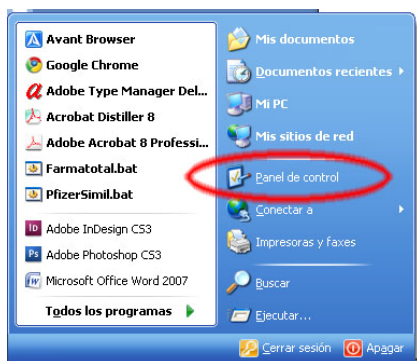 Avant Browser
Google Chrome
Adobe Type Manager Del...
Acrobat Distiller 8
Adobe Acrobat 8 Professi...
Farmatotal.bat
PfizerSimil.bat
Adobe InDesign CS3
Adobe Photoshop CS3
Microsoft Office Word 2007
Todos los programas
Mis documentos
Documentos recientes
Mi PC
Mis sitios de red
Panel de control
Conectar a
Impresoras y faxes
Buscar
Ejecutar...
Cerrar sesión
Apagar